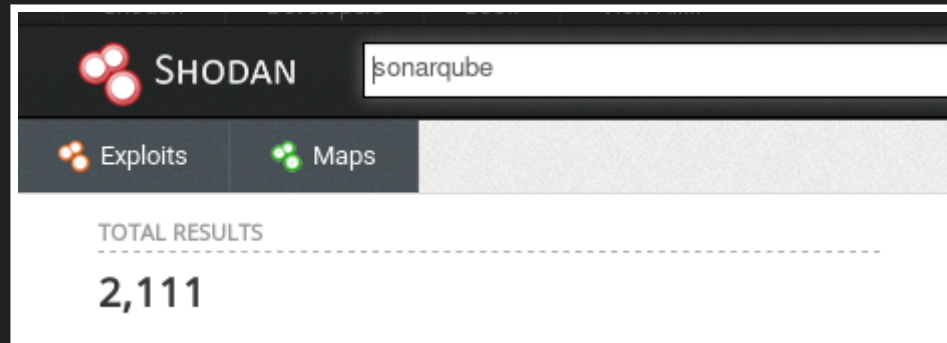 SHODAN
sonarqube
Exploits
Maps
TOTAL RESULTS
2,111